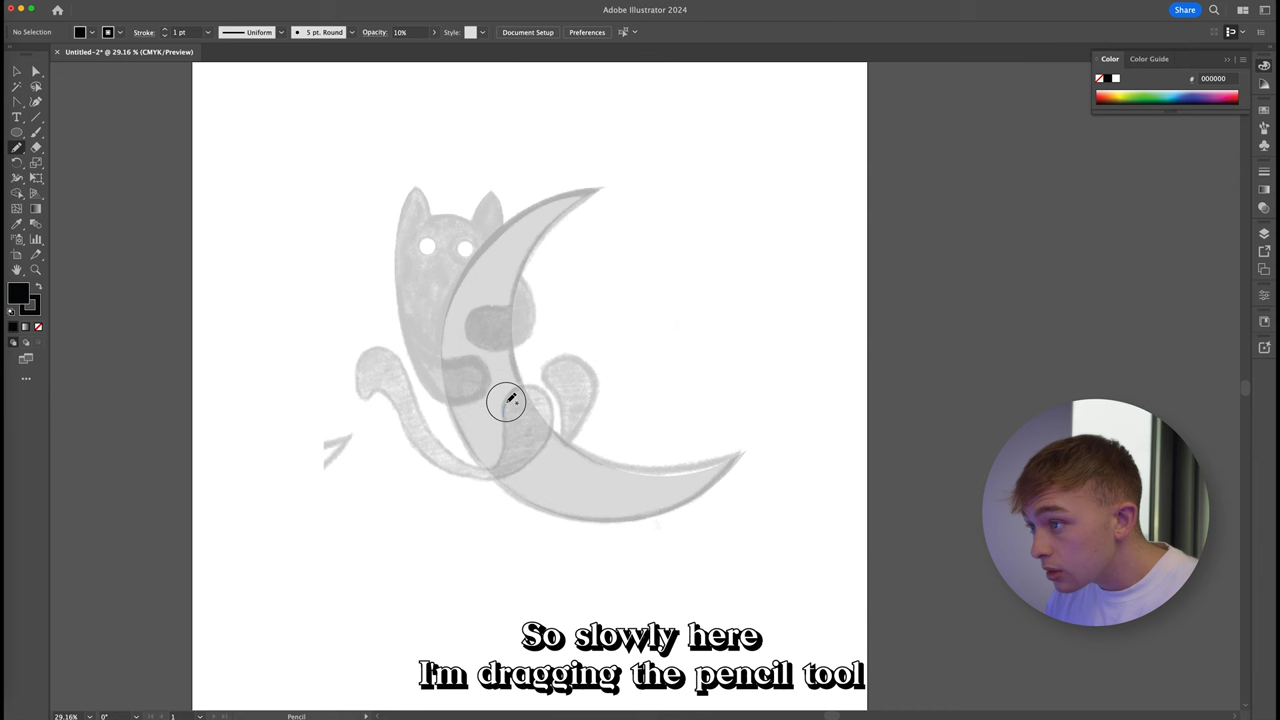 Adobe Illustrator 2024
Share
No Selection
Stroke:
1 pt
Uniform
5 pt. Round
Opacity:
10%
Style:
Document Setup
Preferences
Untitled-2* @ 29.16 % (CMYK/Preview)
Color
Color Guide
#
000000
So slowly here
I'm dragging the pencil tool
29.16%
0°
1
Pencil